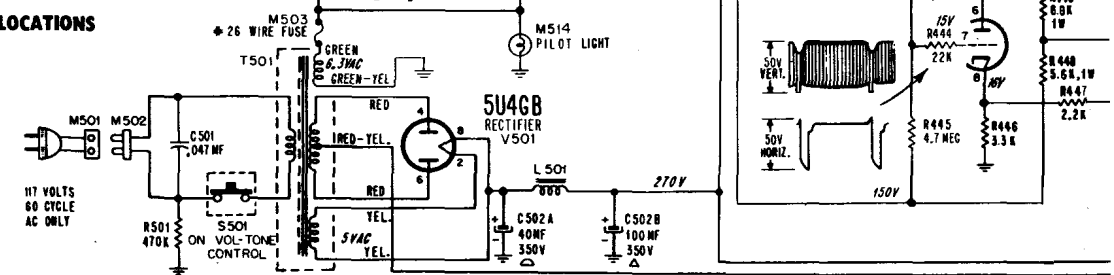 LOCATIONS
M503
* 26 WIRE FUSE
M514
PILOT LIGHT
T501
GREEN
6.3VAC
GREEN-YEL
RED
5U4GB
RECTIFIER
V501
4
8
2
6
RED-YEL.
RED
YEL.
5VAC
YEL.
M501
M502
C501
.047MF
117 VOLTS
60 CYCLE
AC ONLY
R501
470K
S501
ON VOL-TONE
CONTROL
L501
270V
+
-
C502A
40MF
350V
+
-
C502B
100MF
350V
50V
VERT.
50V
HORIZ.
15V
R444
22K
6
7
8
16V
R445
4.7 MEG
150V
R446
3.3K
6.8K
1W
R448
5.6K,1W
R447
2.2K